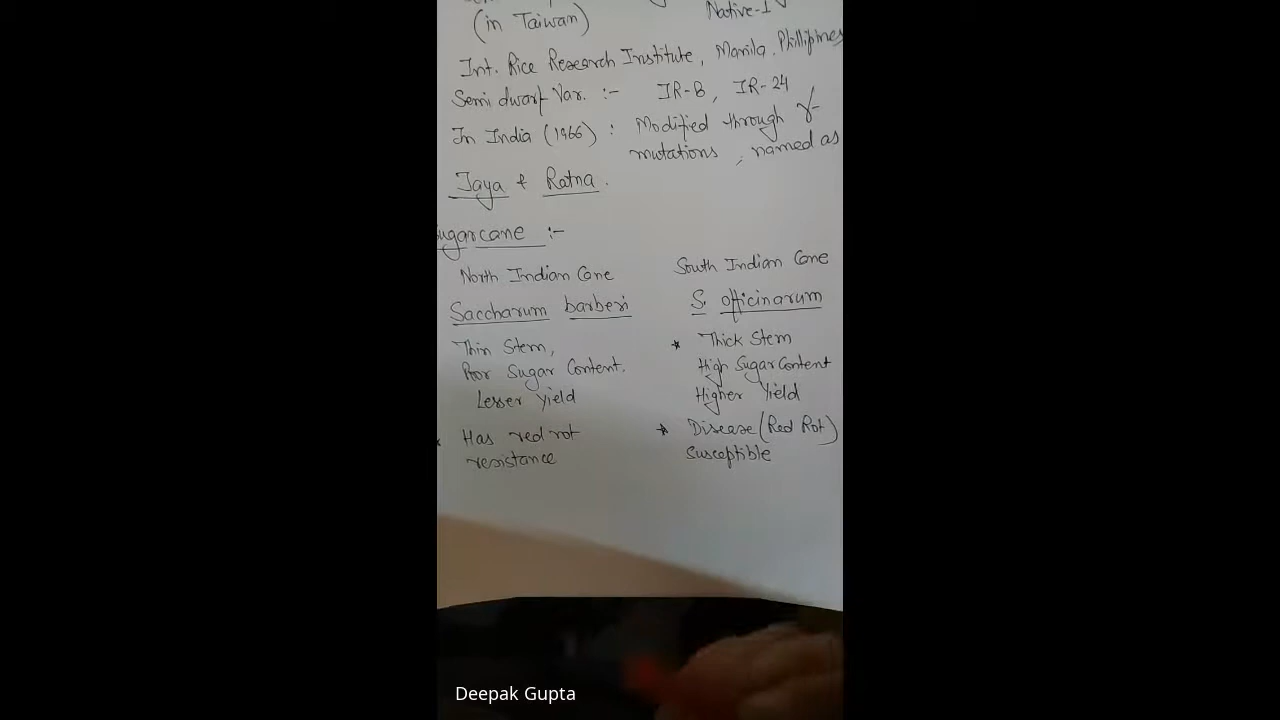 (in Taiwan)
Native-1
Int. Rice Research Institute, Manila, Phillipines
Semi dwarf Var. :- IR-8, IR-24
In India (1966) : Modified through γ-
mutations, named as
Jaya & Ratna.
ugarcane :-
North Indian Cane
South Indian Cane
Saccharum barberi
S. officinarum
Thin Stem,
* Thick Stem
Poor Sugar Content.
High Sugar Content
Lesser Yield
Higher Yield
* Has red rot
resistance
* Disease (Red Rot)
susceptible
Deepak Gupta